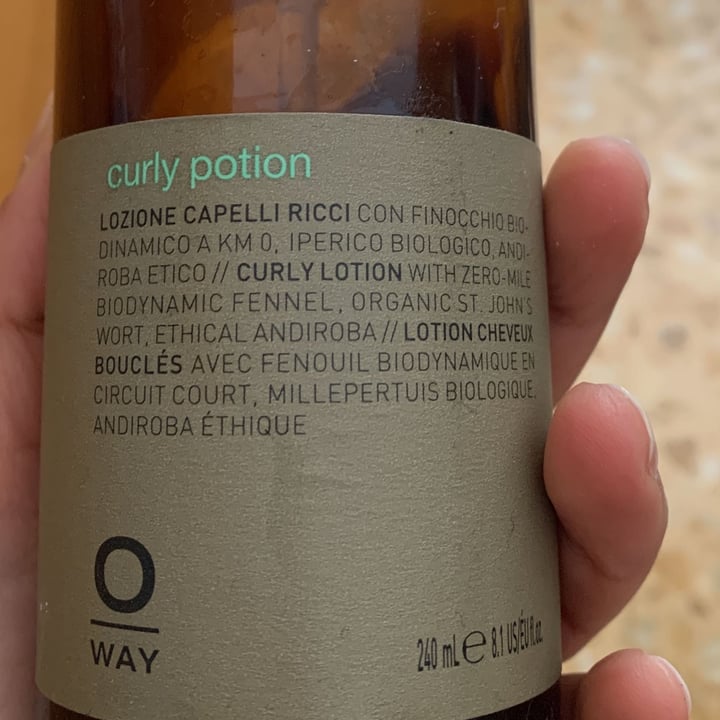 curly potion
LOZIONE CAPELLI RICCI CON FINOCCHIO BIO-
DINAMICO A KM 0, IPERICO BIOLOGICO, ANDI-
ROBA ETICO // CURLY LOTION WITH ZERO-MILE
BIODYNAMIC FENNEL, ORGANIC ST. JOHN'S
WORT, ETHICAL ANDIROBA // LOTION CHEVEUX
BOUCLÉS AVEC FENOUIL BIODYNAMIQUE EN
CIRCUIT COURT, MILLEPERTUIS BIOLOGIQUE,
ANDIROBA ÉTHIQUE
O
WAY
240 mL e 8.1 US/ÉU fl.oz.